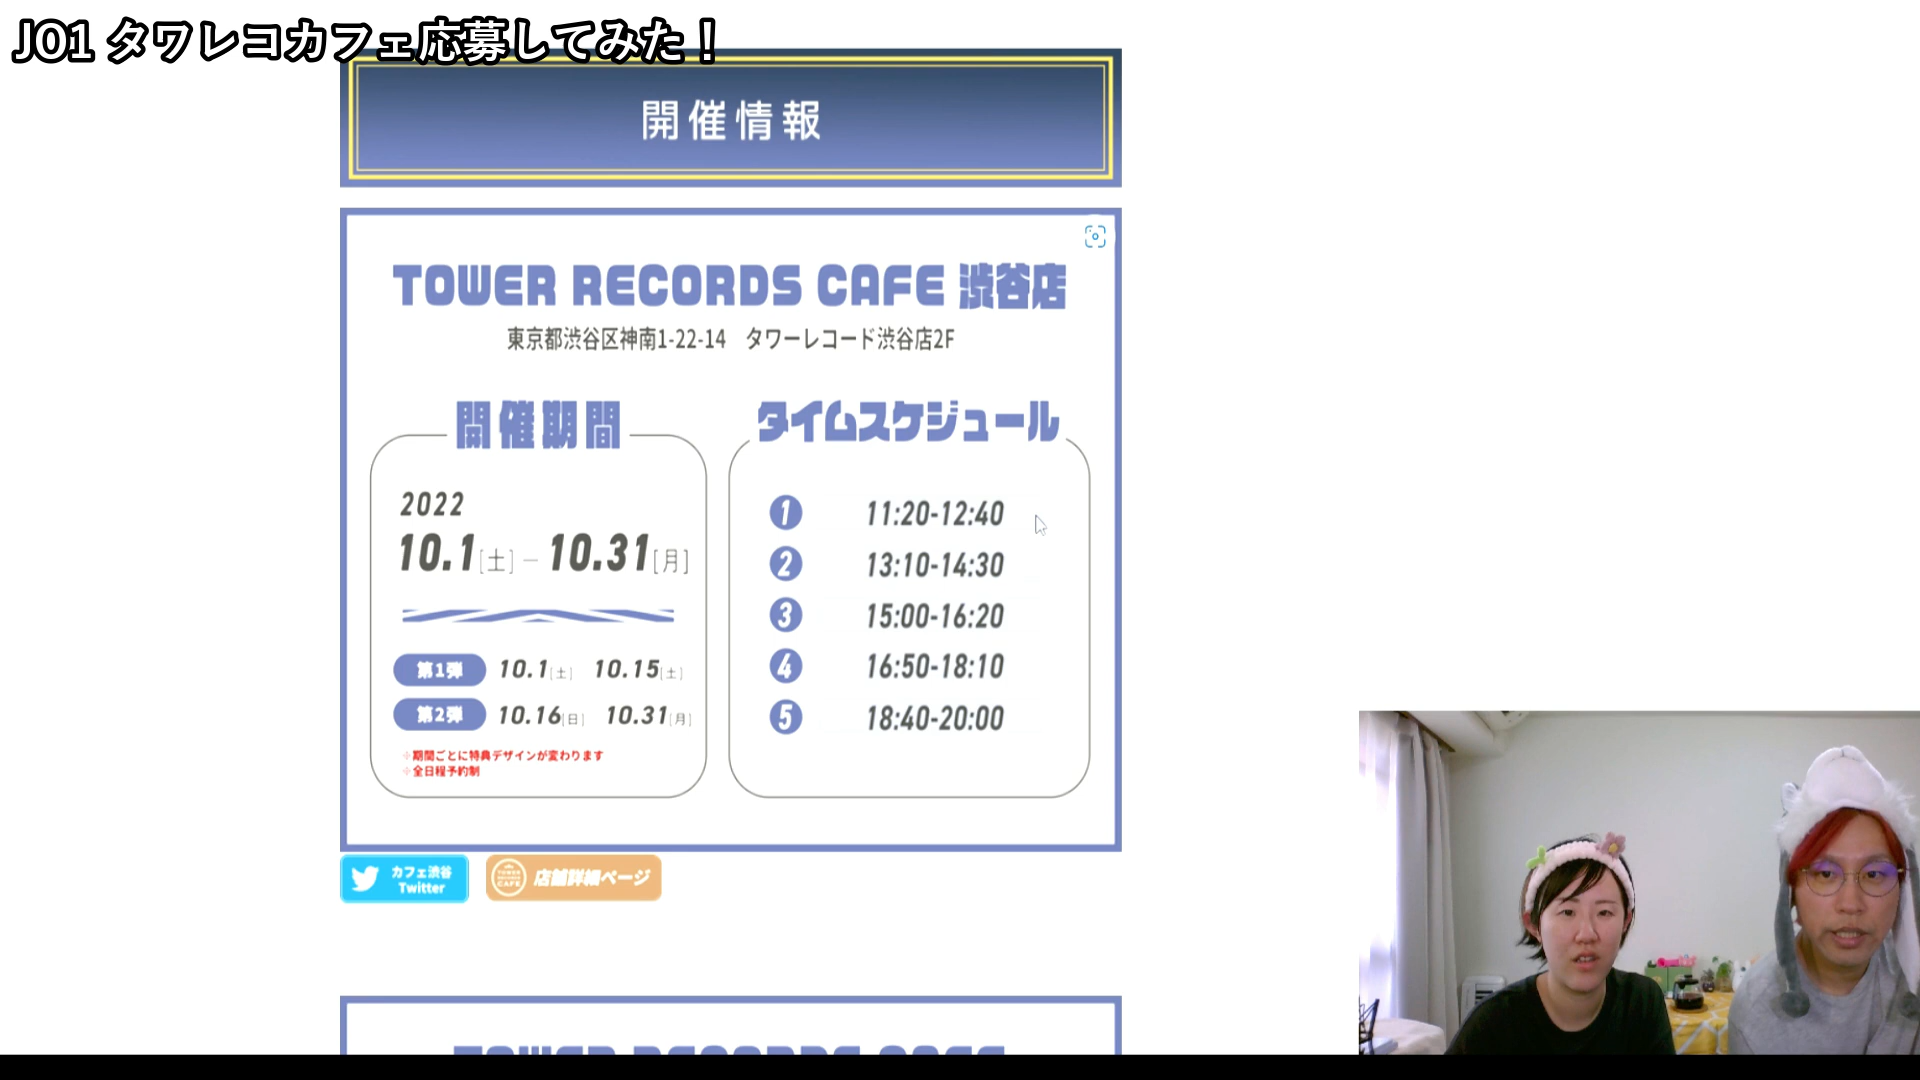 JO1 タワレコカフェ応募してみた！
開催情報
TOWER RECORDS CAFE 渋谷店
東京都渋谷区神南1-22-14 タワーレコード渋谷店2F
開催期間
2022
10.1[土] – 10.31[月]
第1弾 10.1[土] 10.15[土]
第2弾 10.16[日] 10.31[月]
※期間ごとに特典デザインが変わります
※全日程予約制
タイムスケジュール
1 11:20-12:40
2 13:10-14:30
3 15:00-16:20
4 16:50-18:10
5 18:40-20:00
カフェ渋谷
Twitter
TOWER RECORDS CAFE
店舗詳細ページ
TOWER RECORDS CAFE